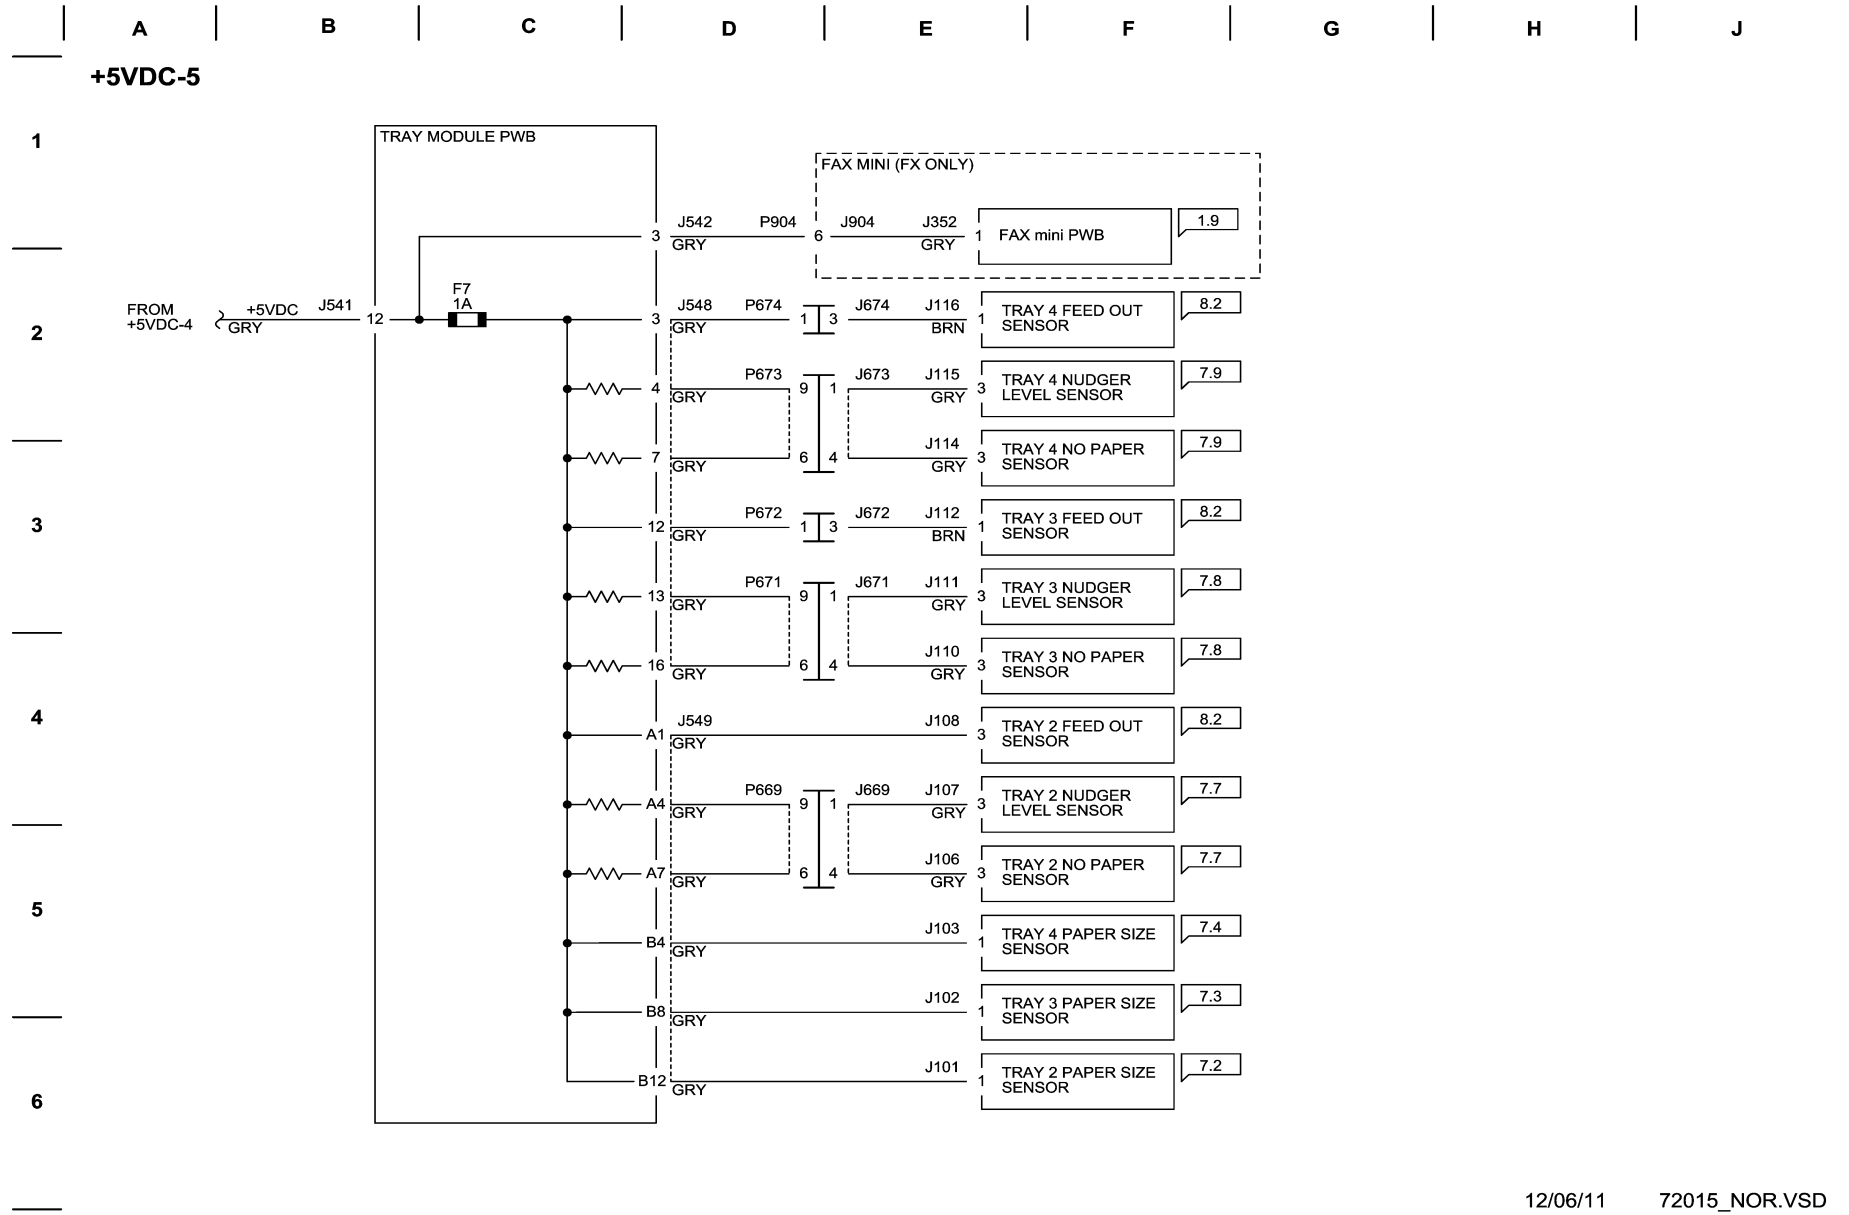 A B C D E F G H J
+5VDC-5
1
TRAY MODULE PWB
FAX MINI (FX ONLY)
3 J542 P904 6 J904 J352 1 FAX mini PWB 1.9
GRY GRY
2
FROM
+5VDC-4
+5VDC J541 12
GRY
F7
1A
3 J548 P674 1 3 J674 J116 1 TRAY 4 FEED OUT
SENSOR 8.2
GRY BRN
4 P673 9 1 J673 J115 3 TRAY 4 NUDGER
LEVEL SENSOR 7.9
GRY GRY
7 6 4 J114 3 TRAY 4 NO PAPER
SENSOR 7.9
GRY GRY
3
12 P672 1 3 J672 J112 1 TRAY 3 FEED OUT
SENSOR 8.2
GRY BRN
13 P671 9 1 J671 J111 3 TRAY 3 NUDGER
LEVEL SENSOR 7.8
GRY GRY
16 6 4 J110 3 TRAY 3 NO PAPER
SENSOR 7.8
GRY GRY
4
A1 J549 J108 3 TRAY 2 FEED OUT
SENSOR 8.2
GRY
A4 P669 9 1 J669 J107 3 TRAY 2 NUDGER
LEVEL SENSOR 7.7
GRY GRY
A7 6 4 J106 3 TRAY 2 NO PAPER
SENSOR 7.7
GRY GRY
5
B4 J103 1 TRAY 4 PAPER SIZE
SENSOR 7.4
GRY
B8 J102 1 TRAY 3 PAPER SIZE
SENSOR 7.3
GRY
6
B12 J101 1 TRAY 2 PAPER SIZE
SENSOR 7.2
GRY
12/06/11 72015_NOR.VSD